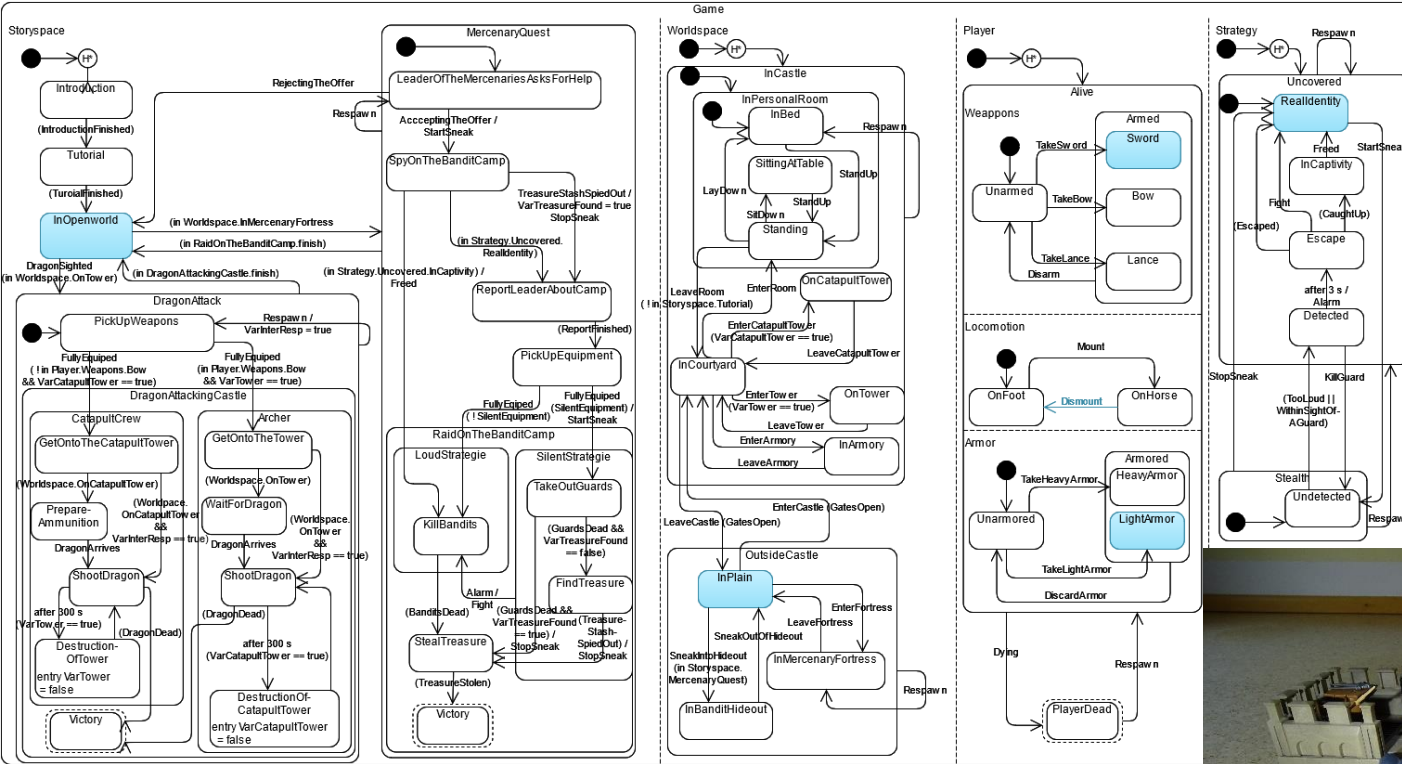 Game
Storyspace
H*
Introduction
(IntroductionFinished)
Tutorial
(TurorialFinished)
InOpenworld
DragonSighted
(in Worldspace.OnTower)
RejectingTheOffer
(in Worldspace.InMercenaryFortress)
(in RaidOnTheBanditCamp.finish)
(in DragonAttackingCastle.finish)
DragonAttack
PickUpWeapons
Respawn /
VarInterResp = true
FullyEquiped
( ! in Player.Weapons.Bow
&& VarCatapultTower == true)
FullyEquiped
(in Player.Weapons.Bow
&& VarTower == true)
DragonAttackingCastle
CatapultCrew
GetOntoTheCatapultTower
(Worldspace.OnCatapultTower)
Prepare-
Ammunition
DragonArrives
(Worldpace.
OnCatapultTower
&&
VarInterResp == true)
ShootDragon
after 300 s
(VarTower == true)
(DragonDead)
Destruction-
OfTower
entry VarTower
= false
Victory
Archer
GetOntoTheTower
(Worldspace.OnTower)
WaitForDragon
DragonArrives
(Worldspace.
OnTower
&&
VarInterResp == true)
ShootDragon
(DragonDead)
after 300 s
(VarCatapultTower == true)
DestructionOf-
CatapultTower
entry VarCatapultTower
= false
MercenaryQuest
LeaderOfTheMercenariesAsksForHelp
Respawn
AccceptingTheOffer /
StartSneak
SpyOnTheBanditCamp
TreasureStashSpiedOut /
VarTreasureFound = true
StopSneak
(in Strategy.Uncovered.
RealIdentity)
(in Strategy.Uncovered.InCaptivity) /
Freed
ReportLeaderAboutCamp
(ReportFinished)
PickUpEquipment
FullyEqiped
( ! SilentEquipment)
FullyEquiped
(SilentEquipment) /
StartSneak
RaidOnTheBanditCamp
LoudStrategie
KillBandits
(BanditsDead)
SilentStrategie
TakeOutGuards
(GuardsDead &&
VarTreasureFound
== false)
FindTreasure
Alarm /
Fight
(GuardsDead &&
VarTreasureFound
== true) /
StopSneak
(Treasure-
Stash-
SpiedOut) /
StopSneak
StealTreasure
(TreasureStolen)
Victory
Worldspace
H*
InCastle
InPersonalRoom
InBed
Respawn
SittingAtTable
StandUp
LayDown
StandUp
SitDown
Standing
LeaveRoom
( ! in.Storyspace.Tutorial)
EnterRoom
OnCatapultTower
EnterCatapultTower
(VarCatapultTower == true)
LeaveCatapultTower
InCourtyard
EnterTower
(VarTower == true)
OnTower
LeaveTower
EnterArmory
InArmory
LeaveArmory
LeaveCastle (GatesOpen)
EnterCastle (GatesOpen)
OutsideCastle
InPlain
EnterFortress
LeaveFortress
SneakOutOfHideout
SneakIntoHideout
(in Storyspace.
MercenaryQuest)
InMercenaryFortress
Respawn
InBanditHideout
Player
H*
Alive
Weappons
Armed
TakeSword
Sword
Unarmed
TakeBow
Bow
TakeLance
Lance
Disarm
Locomotion
Mount
OnFoot
Dismount
OnHorse
Armor
Armored
TakeHeavyArmor
HeavyArmor
Unarmored
LightArmor
TakeLightArmor
DiscardArmor
Dying
Respawn
PlayerDead
Strategy
H*
Respawn
Uncovered
RealIdentity
Freed
StartSneak
InCaptivity
Fight
(CaughtUp)
(Escaped)
Escape
after 3 s /
Alarm
Detected
StopSneak
KillGuard
(TooLoud ||
WithinSightOf-
AGuard)
Stealth
Undetected
Respawn